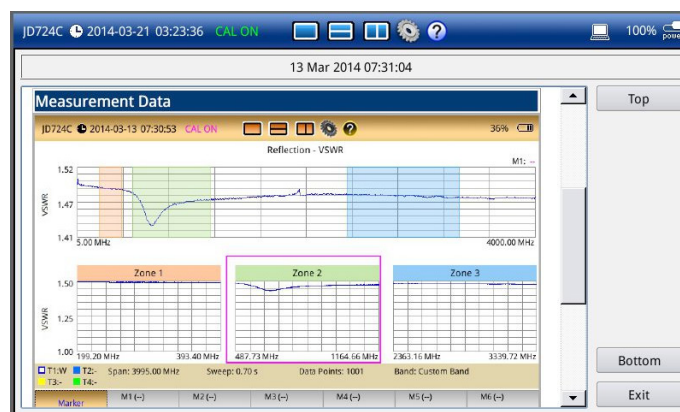 JD724C 2014-03-21 03:23:36 CAL ON 100%
13 Mar 2014 07:31:04
Measurement Data
Top
JD724C 2014-03-13 07:30:53 CAL ON 36%
Reflection - VSWR
M1: --
1.52
VSWR
1.47
1.41
5.00 MHz 4000.00 MHz
Zone 1 Zone 2 Zone 3
1.50
VSWR
1.25
1.00
199.20 MHz 393.40 MHz 487.73 MHz 1164.66 MHz 2363.16 MHz 3339.72 MHz
T1:W T2:- Span: 3995.00 MHz Sweep: 0.70 s Data Points: 1001 Band: Custom Band
T3:- T4:-
Marker M1 (--) M2 (--) M3 (--) M4 (--) M5 (--) M6 (--)
Bottom
Exit